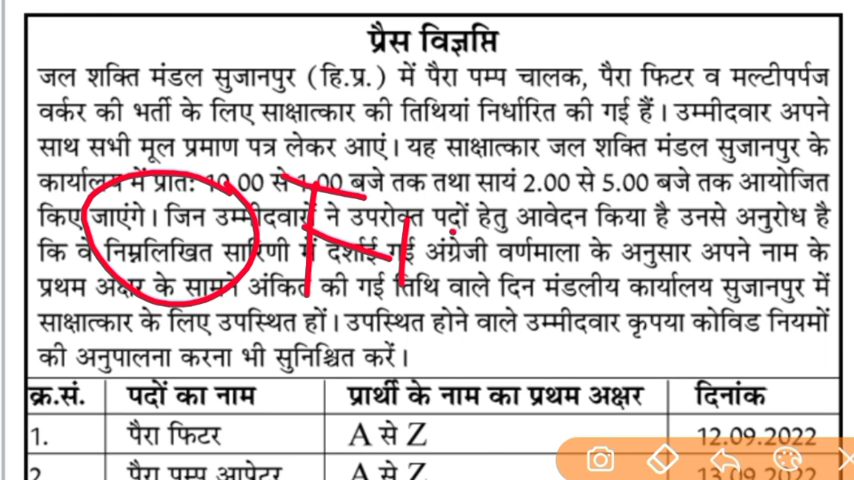 प्रैस विज्ञप्ति
जल शक्ति मंडल सुजानपुर (हि.प्र.) में पैरा पम्प चालक, पैरा फिटर व मल्टीपर्पज
वर्कर की भर्ती के लिए साक्षात्कार की तिथियां निर्धारित की गई हैं। उम्मीदवार अपने
साथ सभी मूल प्रमाण पत्र लेकर आएं। यह साक्षात्कार जल शक्ति मंडल सुजानपुर के
कार्यालय में प्रात: 10.00 से 1.00 बजे तक तथा सायं 2.00 से 5.00 बजे तक आयोजित
किए जाएंगे। जिन उम्मीदवारों ने उपरोक्त पदों हेतु आवेदन किया है उनसे अनुरोध है
कि वे निम्नलिखित सारिणी में दर्शाई गई अंग्रेजी वर्णमाला के अनुसार अपने नाम के
प्रथम अक्षर के सामने अंकित की गई तिथि वाले दिन मंडलीय कार्यालय सुजानपुर में
साक्षात्कार के लिए उपस्थित हों। उपस्थित होने वाले उम्मीदवार कृपया कोविड नियमों
की अनुपालना करना भी सुनिश्चित करें।
क्र.सं. पदों का नाम प्रार्थी के नाम का प्रथम अक्षर दिनांक
1. पैरा फिटर A से Z 12.09.2022
2. पैरा पम्प आपेटर A से Z 13.09.2022